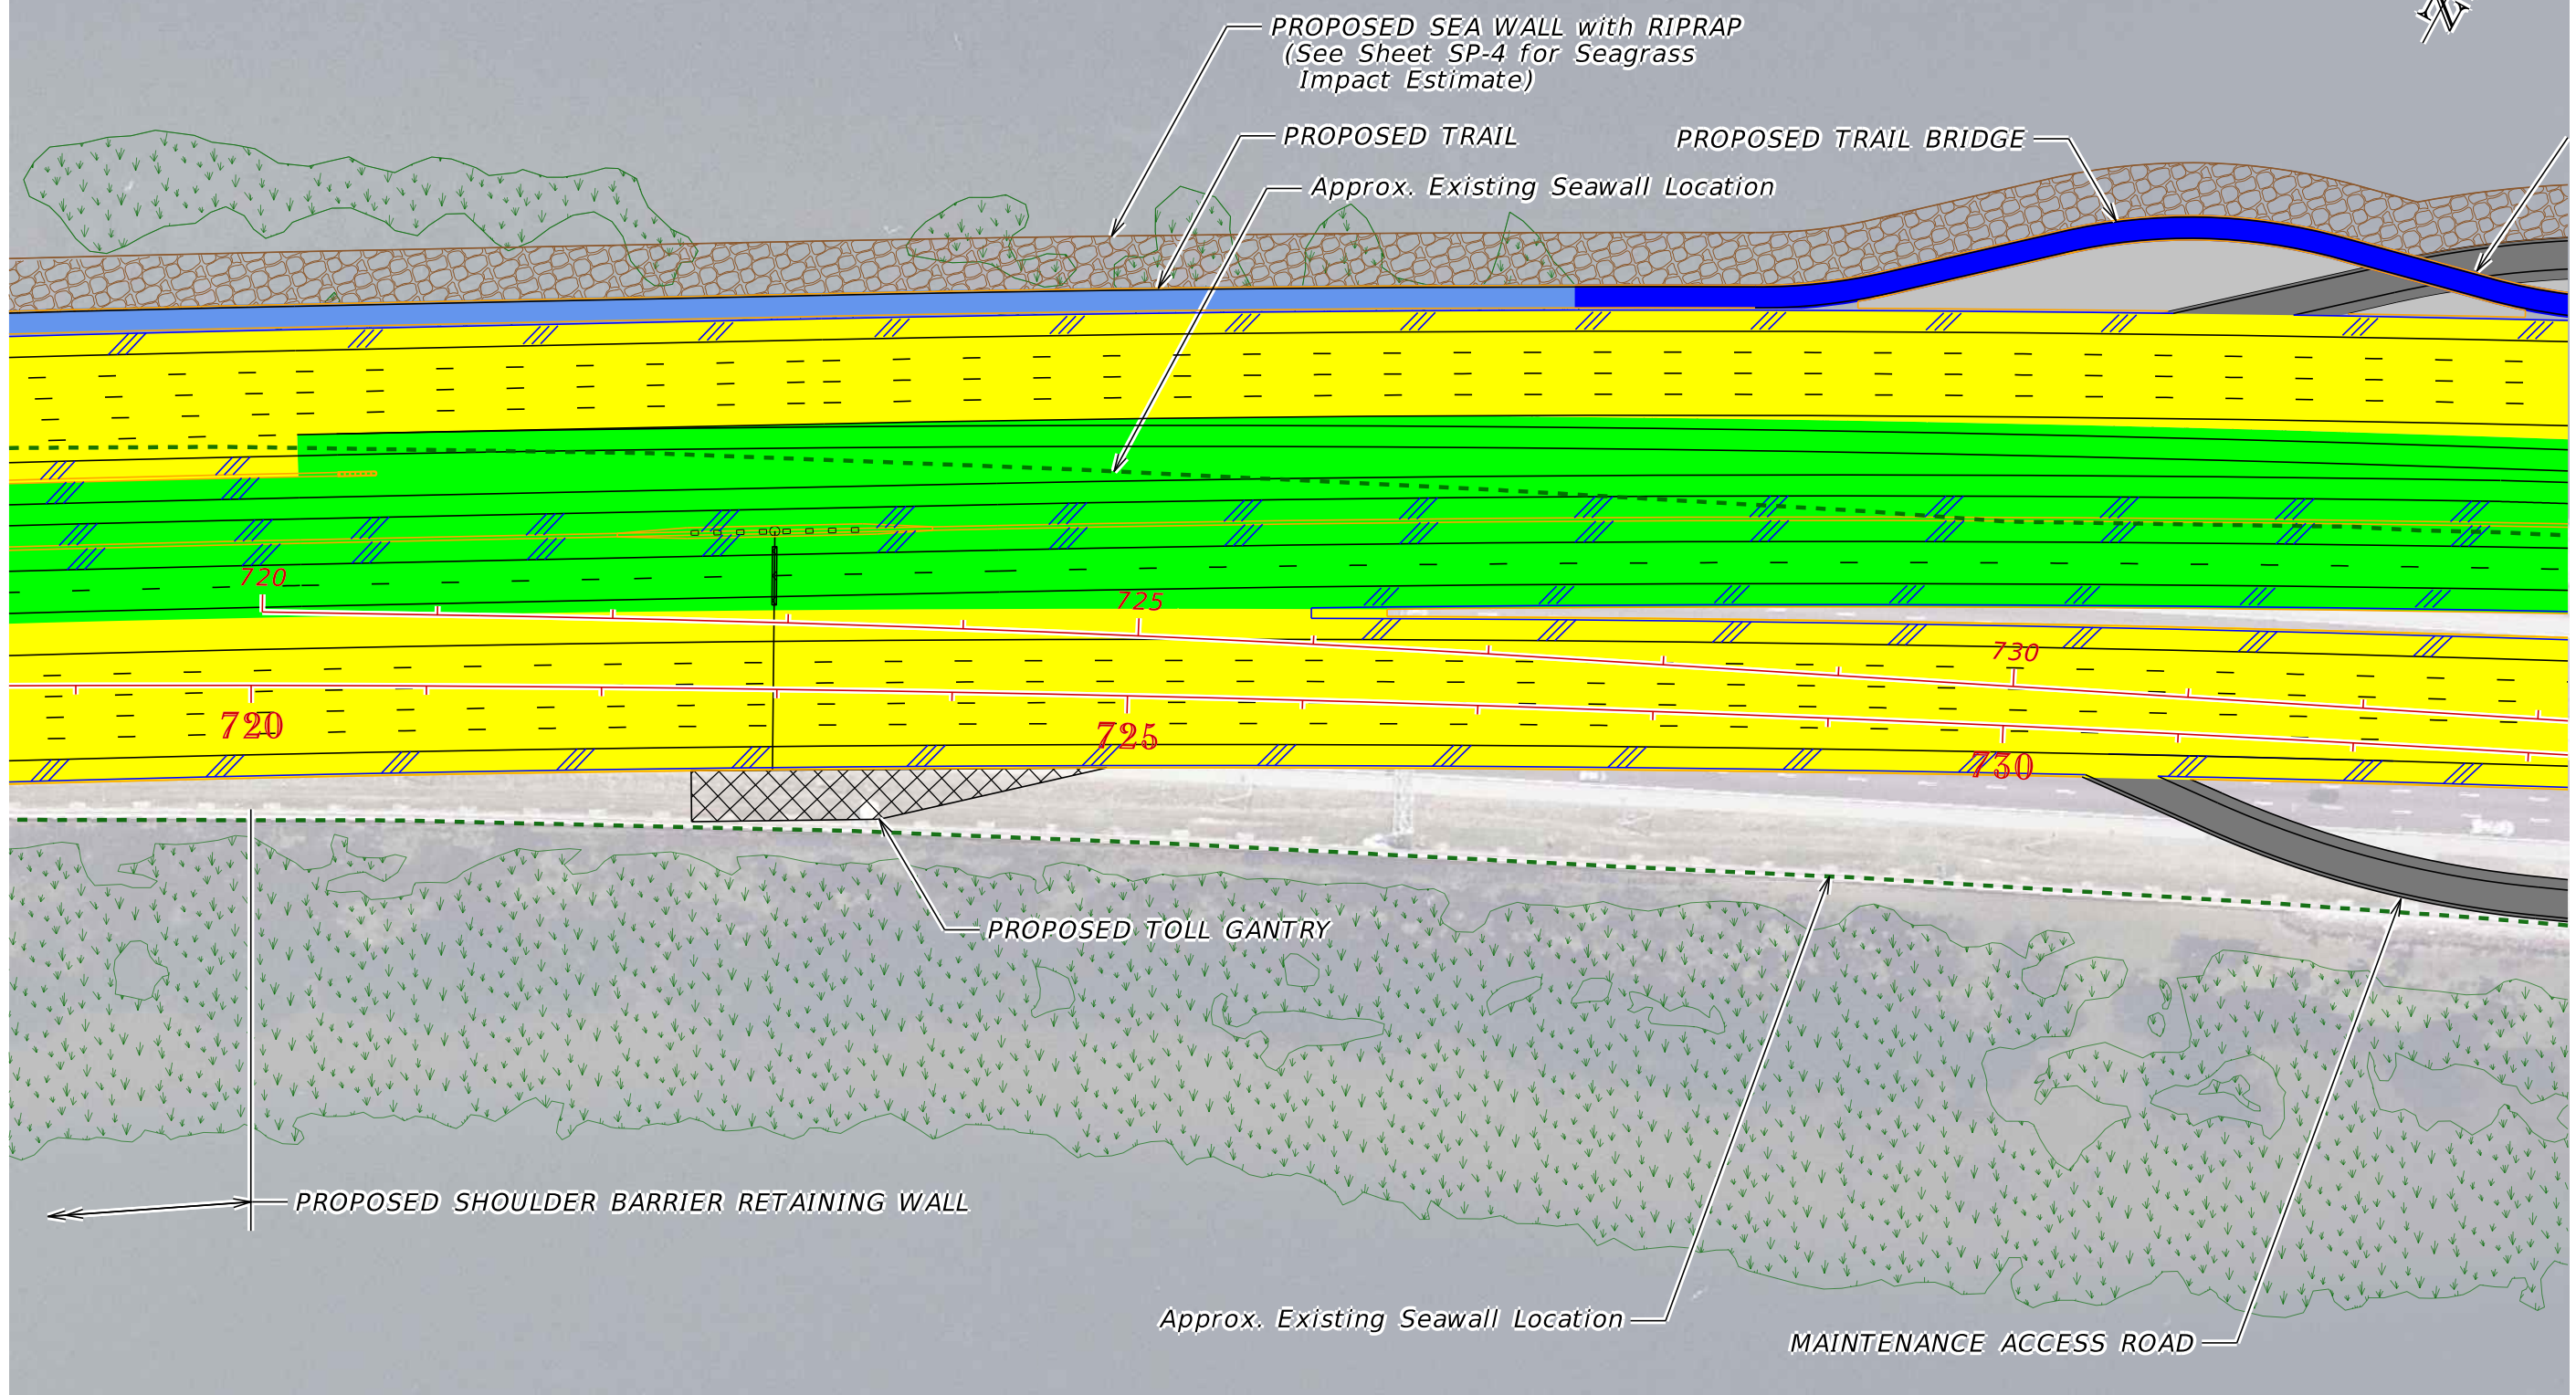 PROPOSED SEA WALL with RIPRAP
(See Sheet SP-4 for Seagrass
Impact Estimate)
PROPOSED TRAIL
PROPOSED TRAIL BRIDGE
Approx. Existing Seawall Location
720
725
730
720
725
730
PROPOSED TOLL GANTRY
PROPOSED SHOULDER BARRIER RETAINING WALL
Approx. Existing Seawall Location
MAINTENANCE ACCESS ROAD